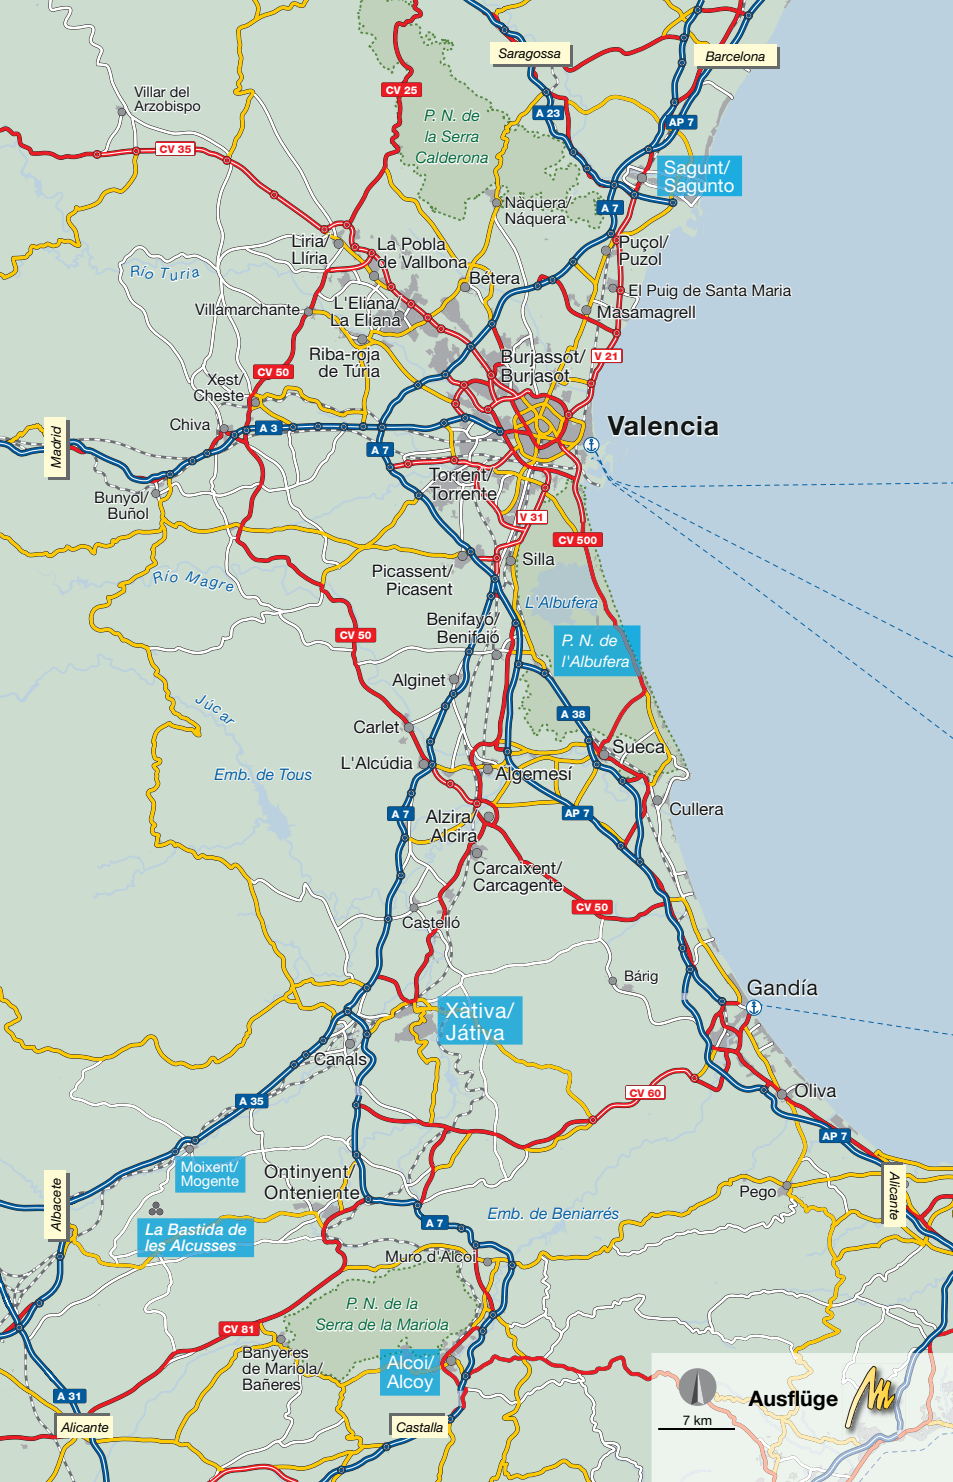 Saragossa
Barcelona
Villar del
Arzobispo
CV 25
P. N. de
la Serra
Calderona
A 23
AP 7
CV 35
Sagunt/
Sagunto
Nàquera/
Náquera
A 7
Liria/
Llíria
La Pobla
de Vallbona
Puçol/
Puzol
Río Turia
Bétera
El Puig de Santa Maria
Villamarchante
L'Eliana/
La Eliana
Masamagrell
Riba-roja
de Túria
Burjassot/
Burjasot
V 21
CV 50
Xest/
Cheste
Chiva
A 3
Valencia
Madrid
A 7
Torrent/
Torrente
Bunyol/
Buñol
V 31
CV 500
Silla
Picassent/
Picasent
Río Magre
L'Albufera
Benifayó/
Benifaió
CV 50
P. N. de
l'Albufera
Alginet
Júcar
Carlet
A 38
Sueca
L'Alcúdia
Algemesí
Emb. de Tous
A 7
AP 7
Cullera
Alzira/
Alcira
Carcaixent/
Carcagente
CV 50
Castelló
Bárig
Gandía
Xàtiva/
Játiva
Canals
CV 60
Oliva
A 35
AP 7
Moixent/
Mogente
Ontinyent/
Onteniente
Pego
Alicante
Albacete
La Bastida de
les Alcusses
A 7
Emb. de Beniarrés
Muro d'Alcoi
P. N. de la
Serra de la Mariola
CV 81
Banyeres
de Mariola/
Bañeres
Alcoi/
Alcoy
A 31
Alicante
Castalla
7 km
Ausflüge